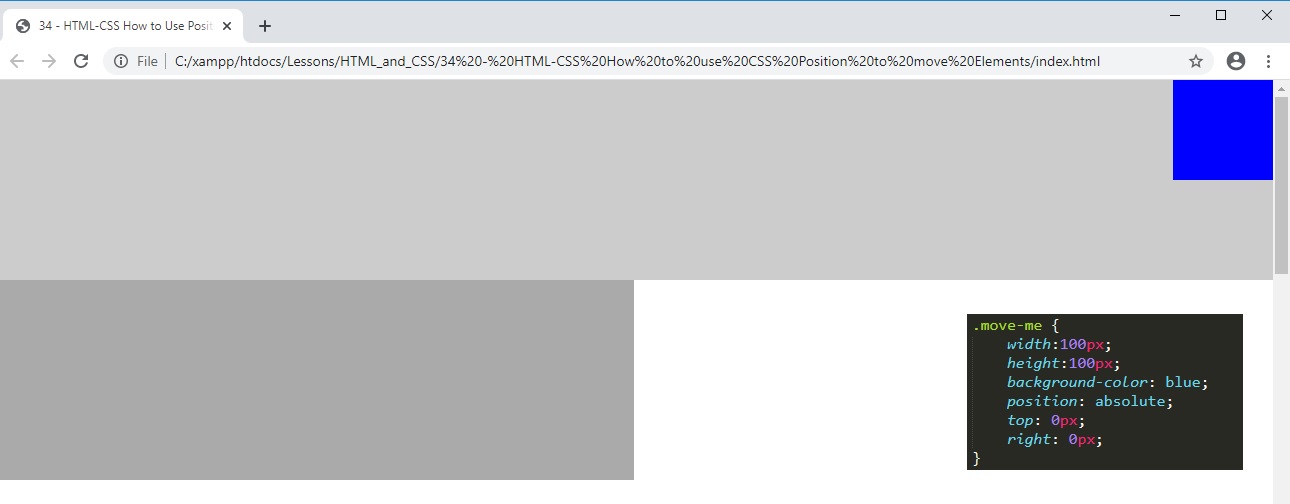 34 - HTML-CSS How to Use Posit
File
C:/xampp/htdocs/Lessons/HTML_and_CSS/34%20-%20HTML-CSS%20How%20to%20use%20CSS%20Position%20to%20move%20Elements/index.html
.move-me {
width:100px;
height:100px;
background-color: blue;
position: absolute;
top: 0px;
right: 0px;
}